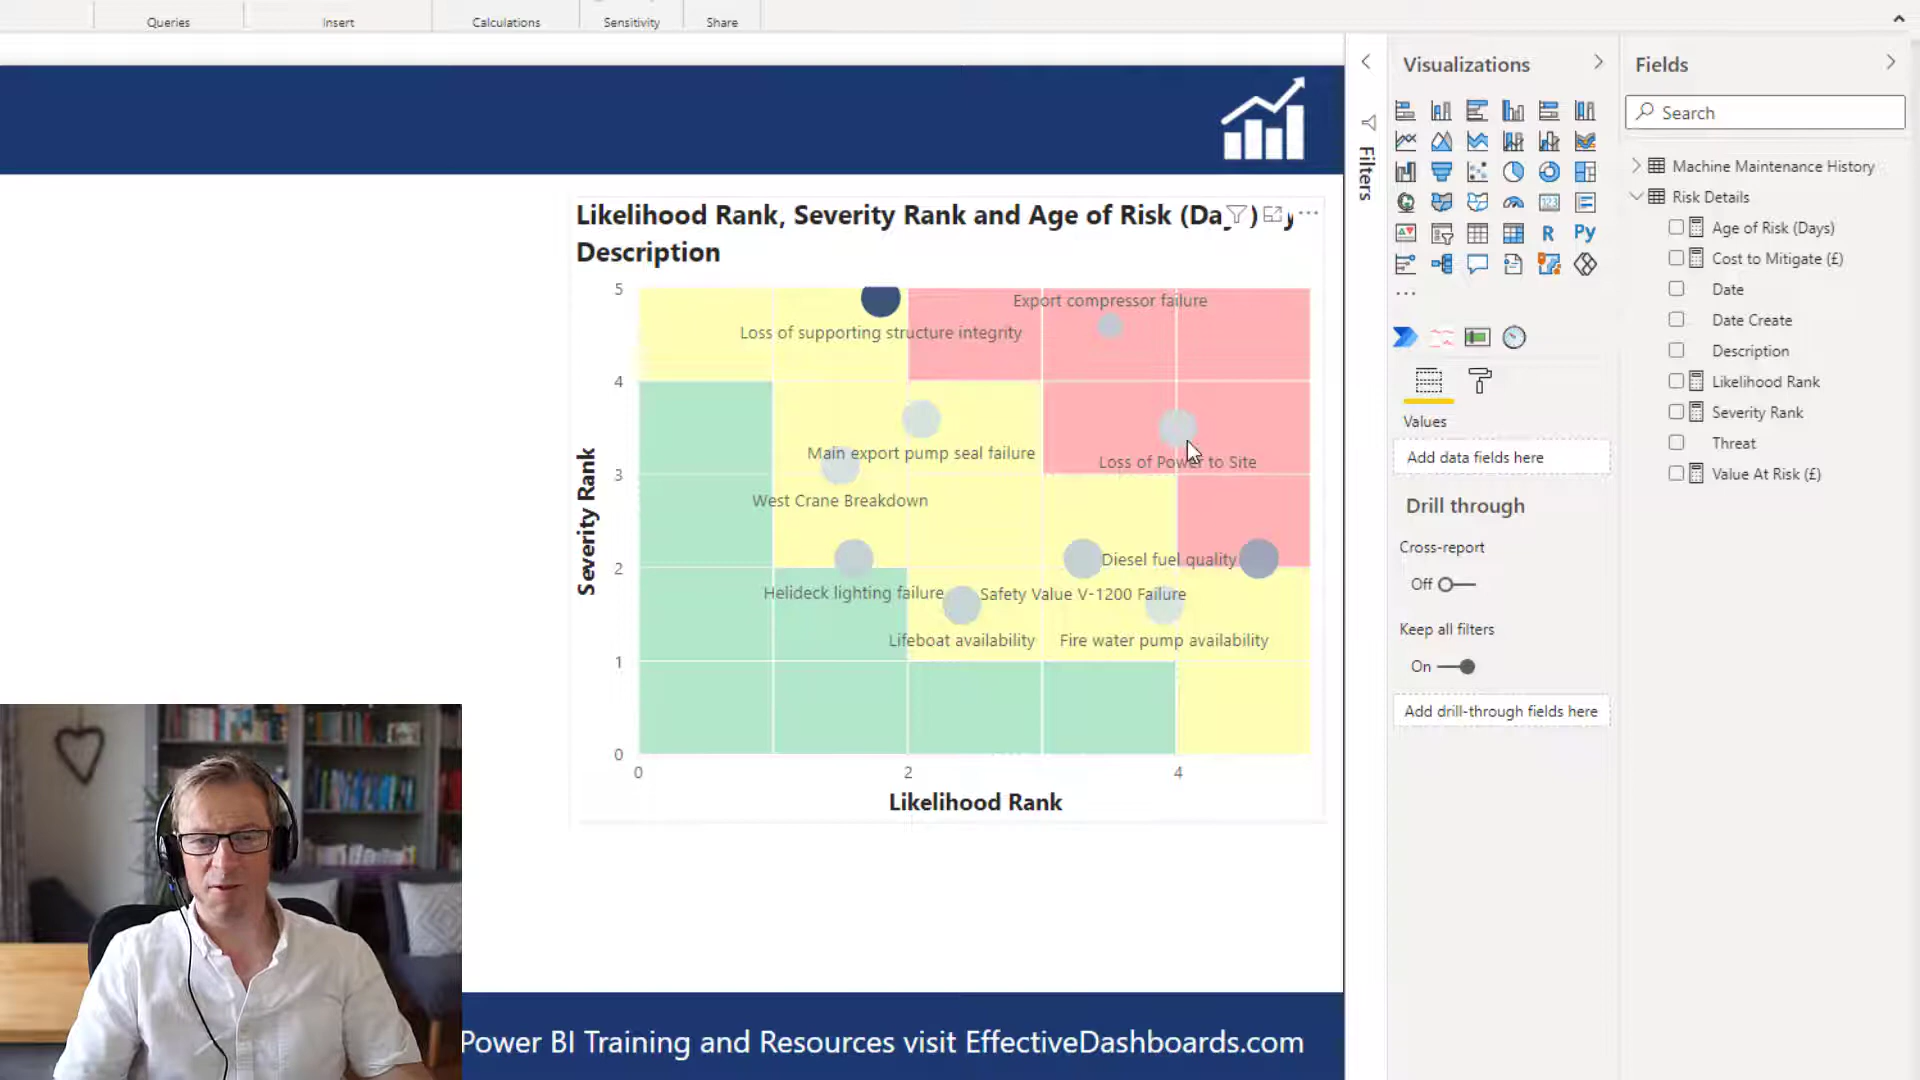 Queries
Insert
Calculations
Sensitivity
Share
Likelihood Rank, Severity Rank and Age of Risk (Da
Description
5
4
3
2
1
0
0
2
4
Severity Rank
Likelihood Rank
Export compressor failure
Loss of supporting structure integrity
Main export pump seal failure
Loss of Power to Site
West Crane Breakdown
Diesel fuel quality
Helideck lighting failure
Safety Value V-1200 Failure
Lifeboat availability
Fire water pump availability
Power BI Training and Resources visit EffectiveDashboards.com
Filters
Visualizations
123
R
Py
Values
Add data fields here
Drill through
Cross-report
Off
Keep all filters
On
Add drill-through fields here
Fields
Search
Machine Maintenance History
Risk Details
Age of Risk (Days)
Cost to Mitigate (£)
Date
Date Create
Description
Likelihood Rank
Severity Rank
Threat
Value At Risk (£)